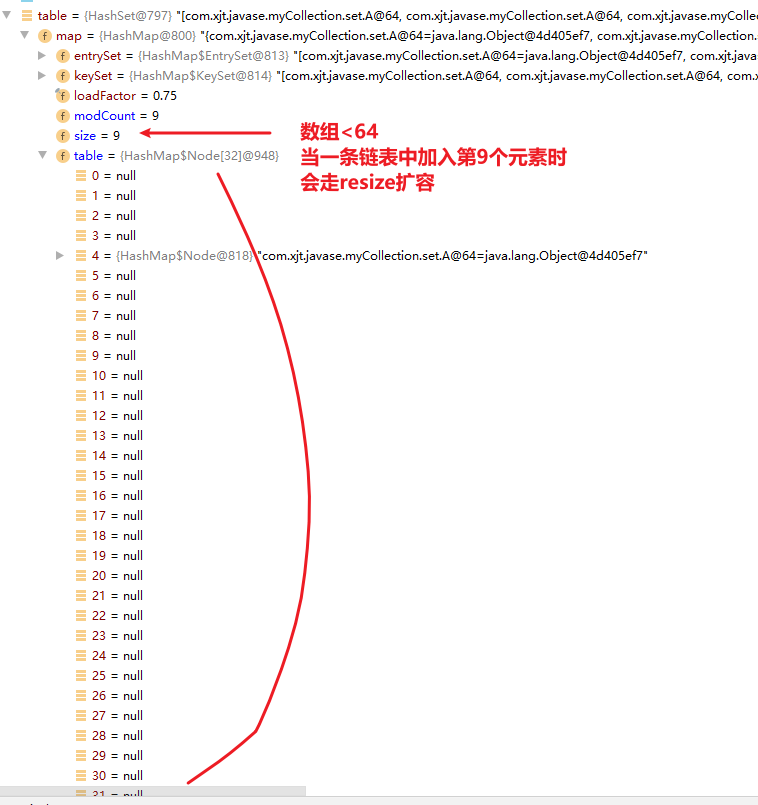 table = {HashSet@797} "[com.xjt.javase.myCollection.set.A@64, com.xjt.javase.myCollection.set.A@64, com.xjt.javase.myCollec
map = {HashMap@800} "{com.xjt.javase.myCollection.set.A@64=java.lang.Object@4d405ef7, com.xjt.javase.myCollection.
entrySet = {HashMap$EntrySet@813} "[com.xjt.javase.myCollection.set.A@64=java.lang.Object@4d405ef7, com.xjt.javas
keySet = {HashMap$KeySet@814} "[com.xjt.javase.myCollection.set.A@64, com.xjt.javase.myCollection.set.A@64, com.x
loadFactor = 0.75
modCount = 9
size = 9
数组<64
当一条链表中加入第9个元素时
会走resize扩容
table = {HashMap$Node[32]@948}
0 = null
1 = null
2 = null
3 = null
4 = {HashMap$Node@818} "com.xjt.javase.myCollection.set.A@64=java.lang.Object@4d405ef7"
5 = null
6 = null
7 = null
8 = null
9 = null
10 = null
11 = null
12 = null
13 = null
14 = null
15 = null
16 = null
17 = null
18 = null
19 = null
20 = null
21 = null
22 = null
23 = null
24 = null
25 = null
26 = null
27 = null
28 = null
29 = null
30 = null
31 = null